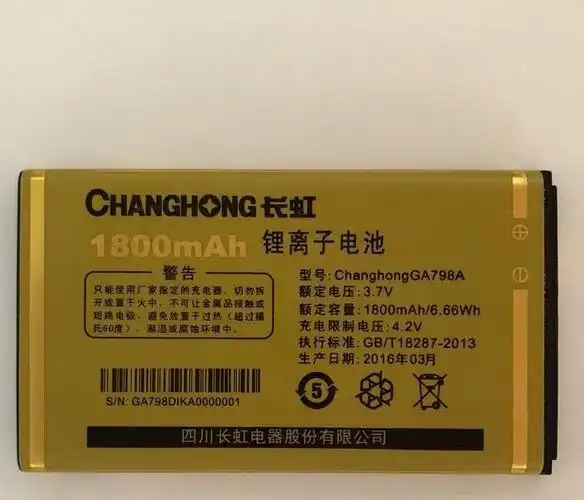 CHANGHONG 长虹
1800mAh 锂离子电池
警告
只能使用厂家指定的充电器，切勿拆
开或置于火中，不可让金属品接触或
短路电极，避免放置于过热（超过摄
氏60度）、潮湿或腐蚀环境中。
型号: ChanghongGA798A
额定电压: 3.7V
额定容量: 1800mAh/6.66Wh
充电限制电压: 4.2V
执行标准: GB/T18287-2013
生产日期: 2016年03月
S/N: GA798DIKA0000001
5
四川长虹电器股份有限公司
+
-